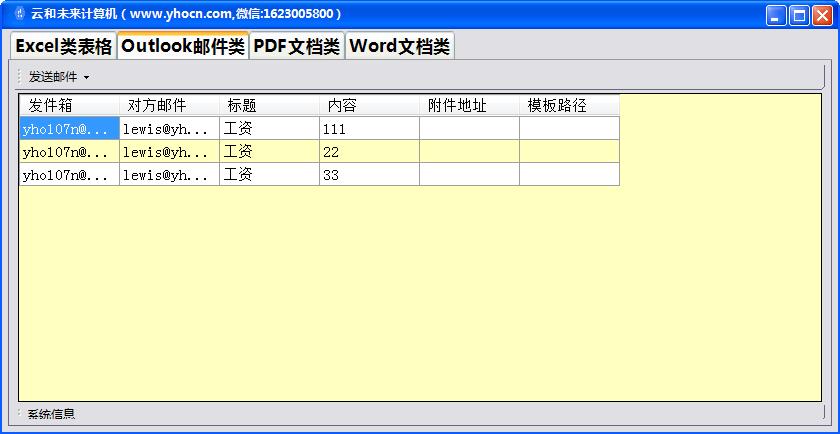 云和未来计算机（www.yhocn.com,微信:1623005800）
Excel类表格 Outlook邮件类 PDF文档类 Word文档类
发送邮件
发件箱 对方邮件 标题 内容 附件地址 模板路径
yho107n@... lewis@yh... 工资 111
yho107n@... lewis@yh... 工资 22
yho107n@... lewis@yh... 工资 33
系统信息